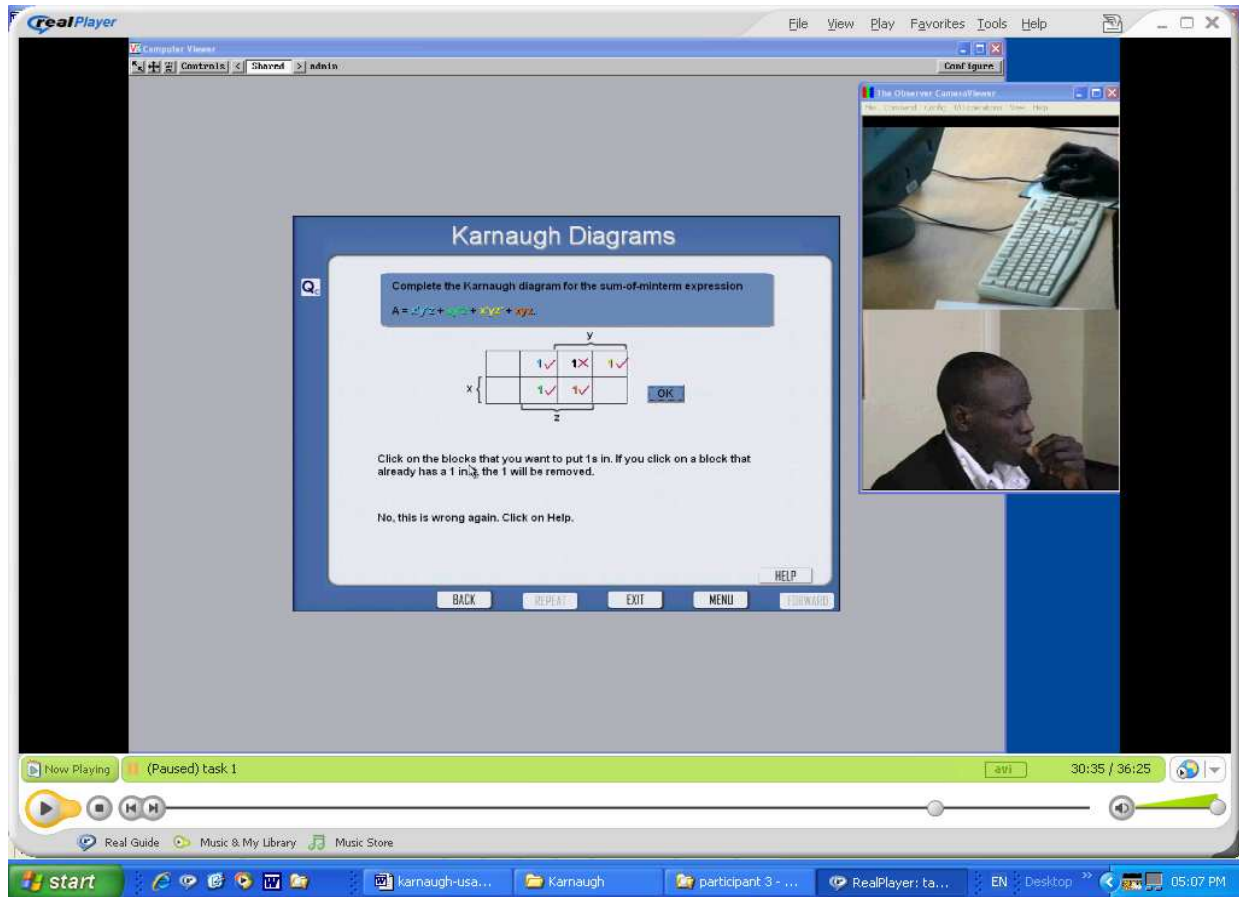 realPlayer
File View Play Favorites Tools Help
Computer Viewer
Controls < Shared > admin Configure
The Observer CameraViewer
Karnaugh Diagrams
Q
Complete the Karnaugh diagram for the sum-of-minterm expression
A =
y
1 1 1
x
1 1
OK
z
Click on the blocks that you want to put 1s in. If you click on a block that
already has a 1 in, the 1 will be removed.
No, this is wrong again. Click on Help.
HELP
BACK REPEAT EXIT MENU FORWARD
Now Playing (Paused) task 1 avi 30:35 / 36:25
Real Guide Music & My Library Music Store
start karnaugh-usa... Karnaugh participant 3 - ... RealPlayer: ta... EN Desktop 05:07 PM